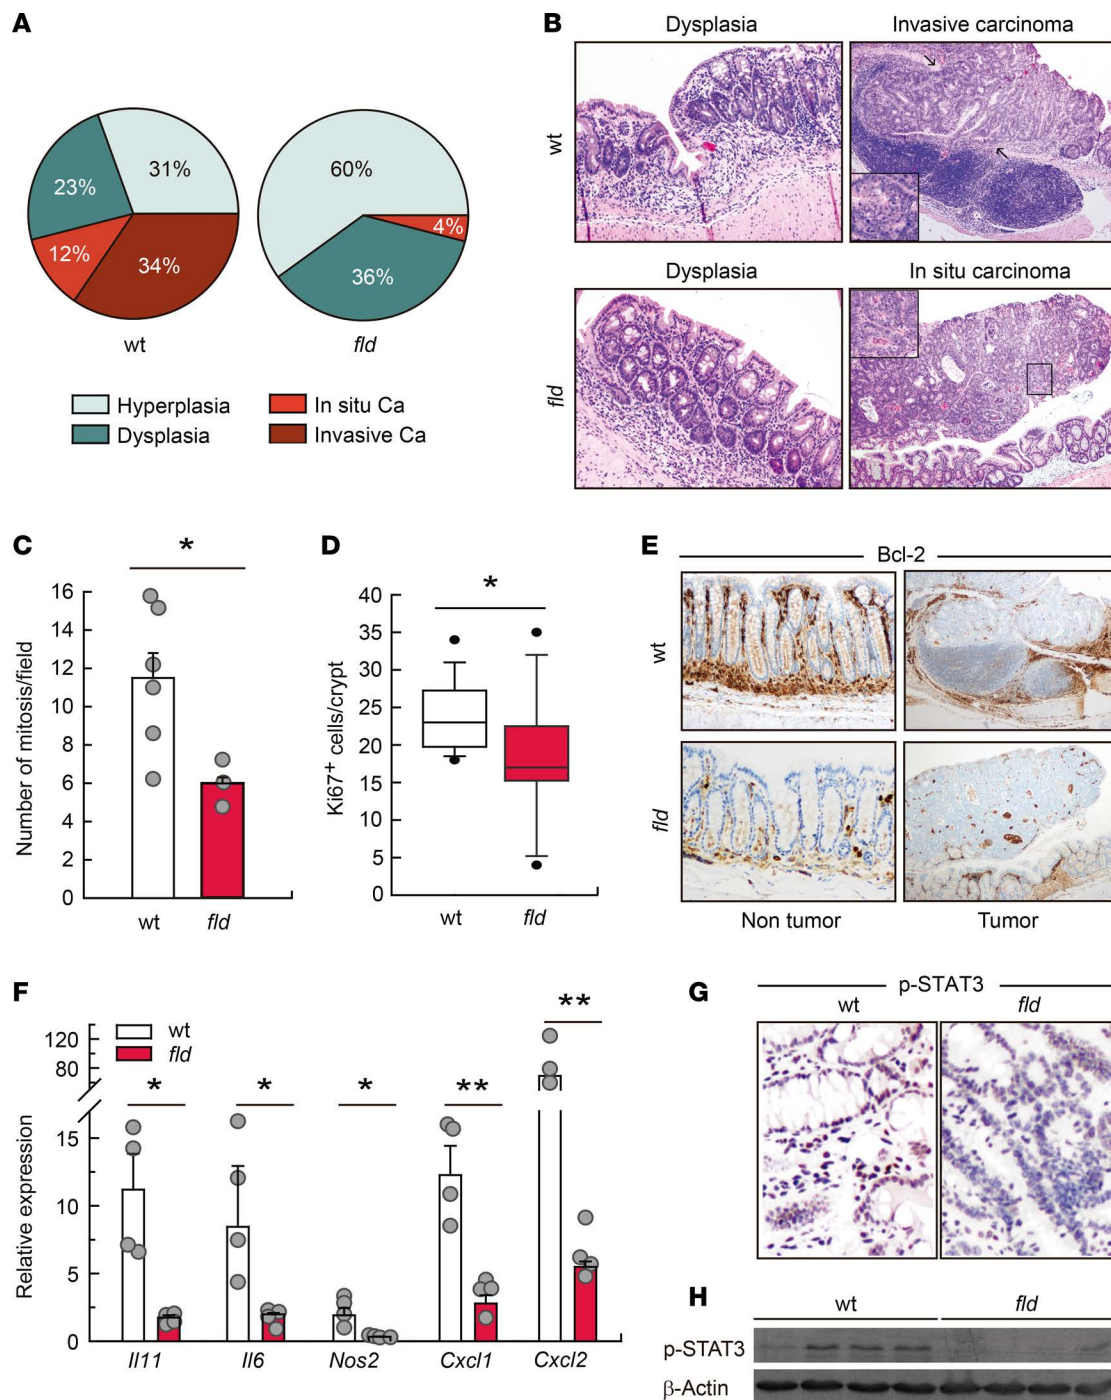 A
31%
23%
12%
34%
wt
60%
4%
36%
fld
Hyperplasia
Dysplasia
In situ Ca
Invasive Ca
B
Dysplasia
Invasive carcinoma
wt
Dysplasia
In situ carcinoma
fld
C
*
Number of mitosis/field
16
14
12
10
8
6
4
2
0
wt
fld
D
*
Ki67+ cells/crypt
40
35
30
25
20
15
10
5
0
wt
fld
E
Bcl-2
wt
fld
Non tumor
Tumor
F
wt
fld
Relative expression
120
80
15
10
5
0
*
*
*
**
**
Il11
Il6
Nos2
Cxcl1
Cxcl2
G
p-STAT3
wt
fld
H
wt
fld
p-STAT3
β-Actin